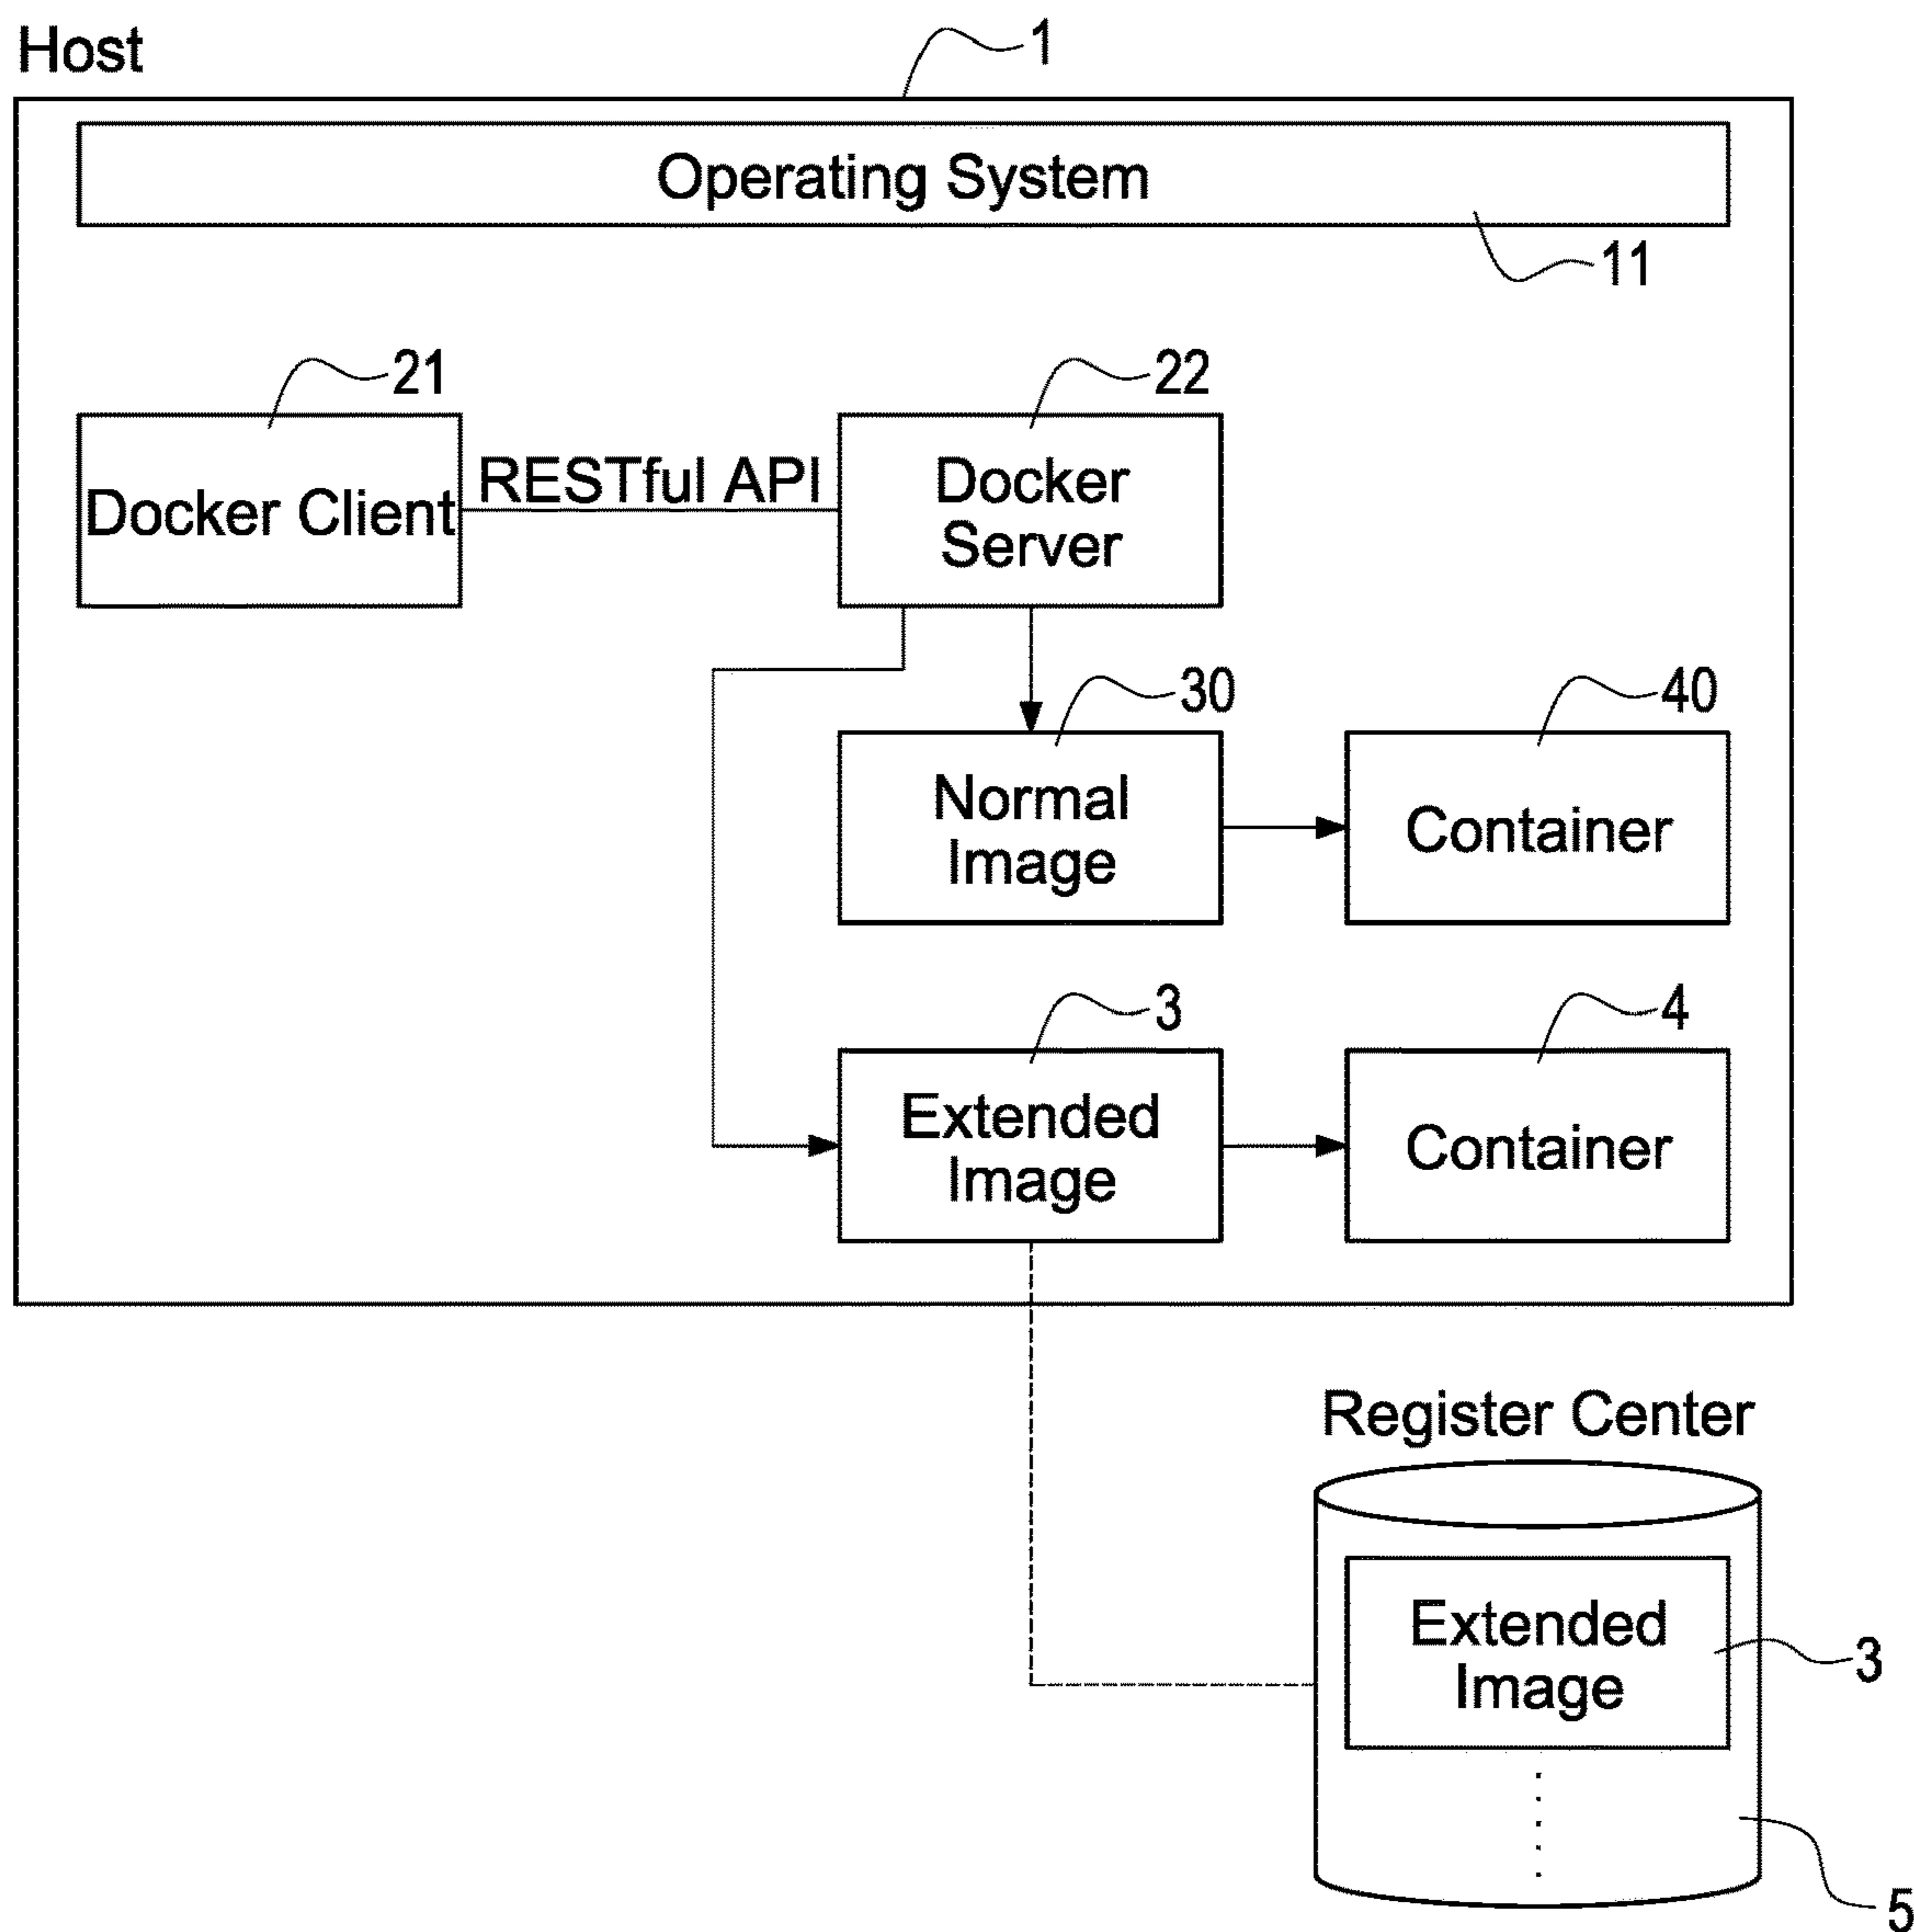 Host
1
Operating System
11
21
22
Docker Client
RESTful API
Docker
Server
30
40
Normal
Image
Container
3
4
Extended
Image
Container
Register Center
Extended
Image
3
5